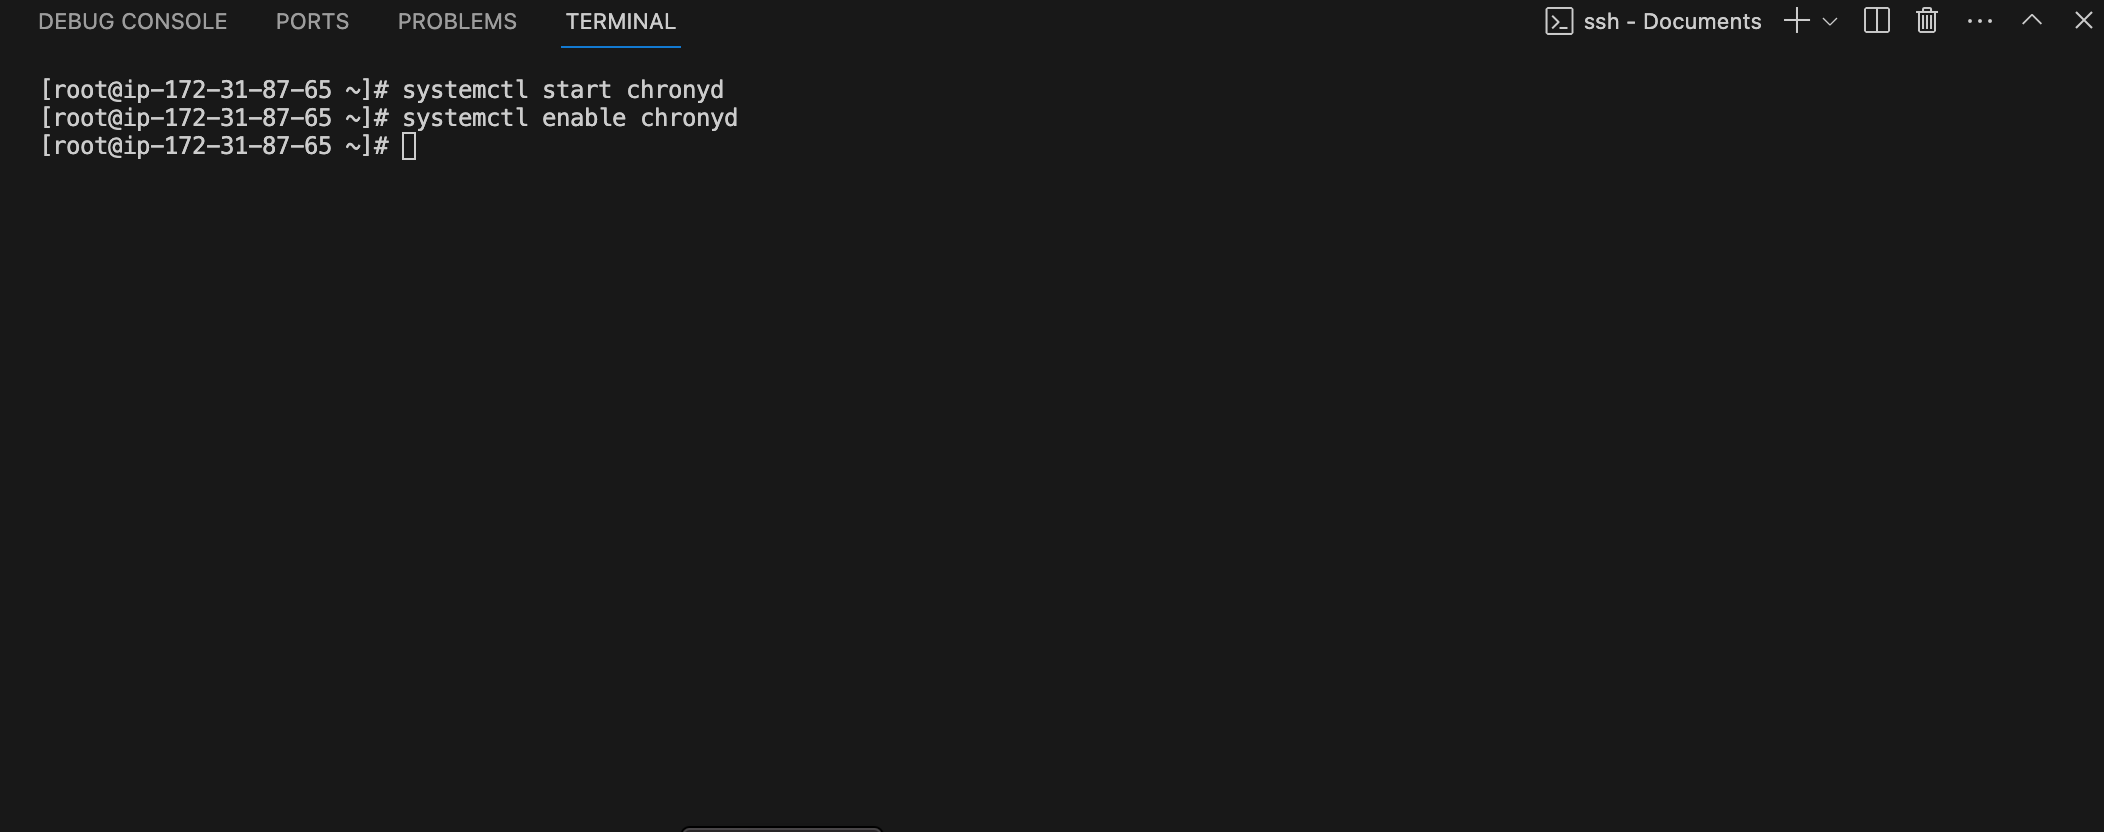 DEBUG CONSOLE PORTS PROBLEMS TERMINAL ssh - Documents
[root@ip-172-31-87-65 ~]# systemctl start chronyd
[root@ip-172-31-87-65 ~]# systemctl enable chronyd
[root@ip-172-31-87-65 ~]#